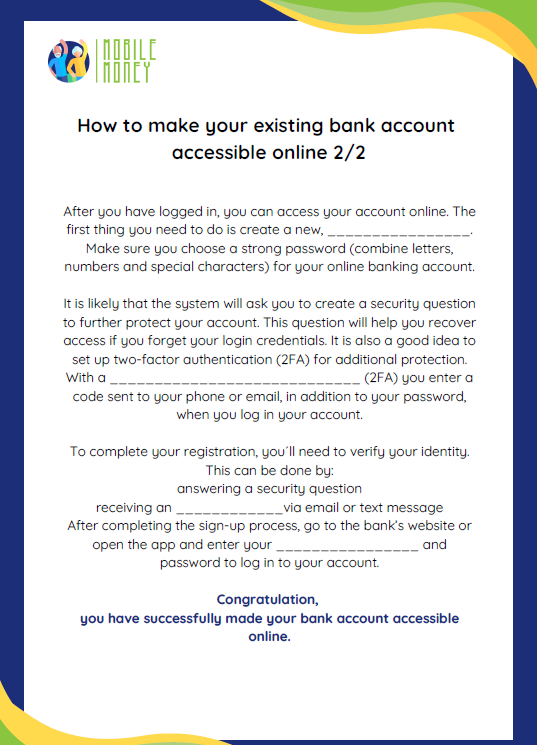 MOBILE
MONEY
How to make your existing bank account
accessible online 2/2
After you have logged in, you can access your account online. The
first thing you need to do is create a new, ________________.
Make sure you choose a strong password (combine letters,
numbers and special characters) for your online banking account.
It is likely that the system will ask you to create a security question
to further protect your account. This question will help you recover
access if you forget your login credentials. It is also a good idea to
set up two-factor authentication (2FA) for additional protection.
With a ____________________________ (2FA) you enter a
code sent to your phone or email, in addition to your password,
when you log in your account.
To complete your registration, you´ll need to verify your identity.
This can be done by:
answering a security question
receiving an ____________via email or text message
After completing the sign-up process, go to the bank's website or
open the app and enter your ________________ and
password to log in to your account.
Congratulation,
you have successfully made your bank account accessible
online.